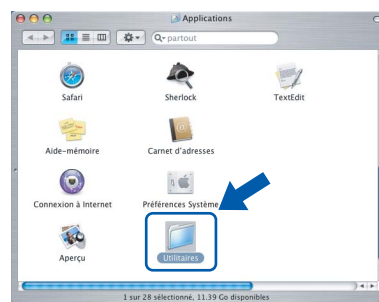 Applications
partout
Safari
Sherlock
TextEdit
Aide-mémoire
Carnet d'adresses
Connexion à Internet
Préférences Système
Aperçu
Utilitaires
1 sur 28 sélectionné, 11.39 Go disponibles